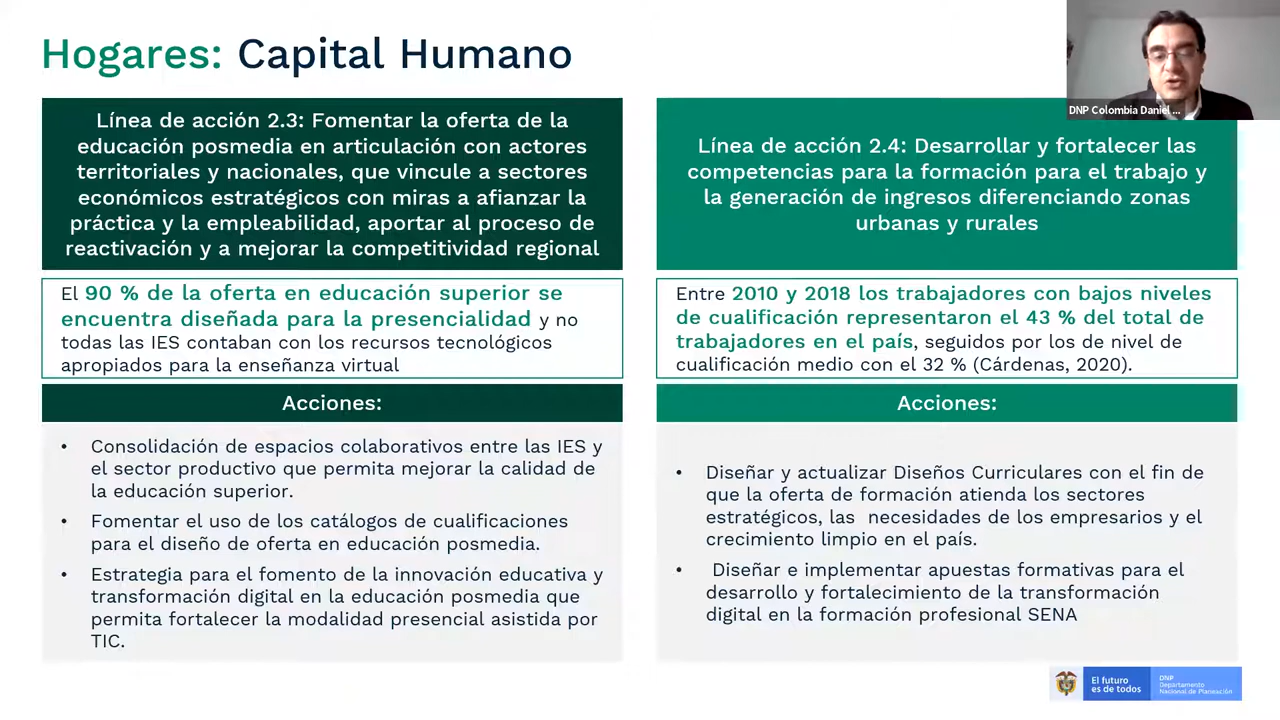 Hogares: Capital Humano
DNP Colombia Daniel ...
Línea de acción 2.3: Fomentar la oferta de la
educación posmedia en articulación con actores
territoriales y nacionales, que vincule a sectores
económicos estratégicos con miras a afianzar la
práctica y la empleabilidad, aportar al proceso de
reactivación y a mejorar la competitividad regional
El 90 % de la oferta en educación superior se
encuentra diseñada para la presencialidad y no
todas las IES contaban con los recursos tecnológicos
apropiados para la enseñanza virtual
Acciones:
• Consolidación de espacios colaborativos entre las IES y
el sector productivo que permita mejorar la calidad de
la educación superior.
• Fomentar el uso de los catálogos de cualificaciones
para el diseño de oferta en educación posmedia.
• Estrategia para el fomento de la innovación educativa y
transformación digital en la educación posmedia que
permita fortalecer la modalidad presencial asistida por
TIC.
Línea de acción 2.4: Desarrollar y fortalecer las
competencias para la formación para el trabajo y
la generación de ingresos diferenciando zonas
urbanas y rurales
Entre 2010 y 2018 los trabajadores con bajos niveles
de cualificación representaron el 43 % del total de
trabajadores en el país, seguidos por los de nivel de
cualificación medio con el 32 % (Cárdenas, 2020).
Acciones:
• Diseñar y actualizar Diseños Curriculares con el fin de
que la oferta de formación atienda los sectores
estratégicos, las necesidades de los empresarios y el
crecimiento limpio en el país.
• Diseñar e implementar apuestas formativas para el
desarrollo y fortalecimiento de la transformación
digital en la formación profesional SENA
El futuro
es de todos
DNP
Departamento
Nacional de Planeación